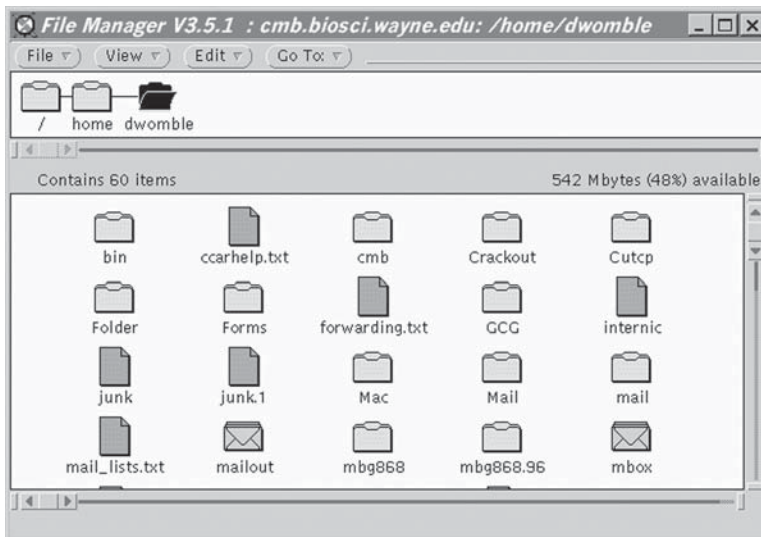 File Manager V3.5.1 : cmb.biosci.wayne.edu: /home/dwomble
File View Edit Go To:
/ home dwomble
Contains 60 items 542 Mbytes (48%) available
bin ccarhelp.txt cmb Crackout Cutcp
Folder Forms forwarding.txt GCG internic
junk junk.1 Mac Mail mail
mail_lists.txt mailout mbg868 mbg868.96 mbox